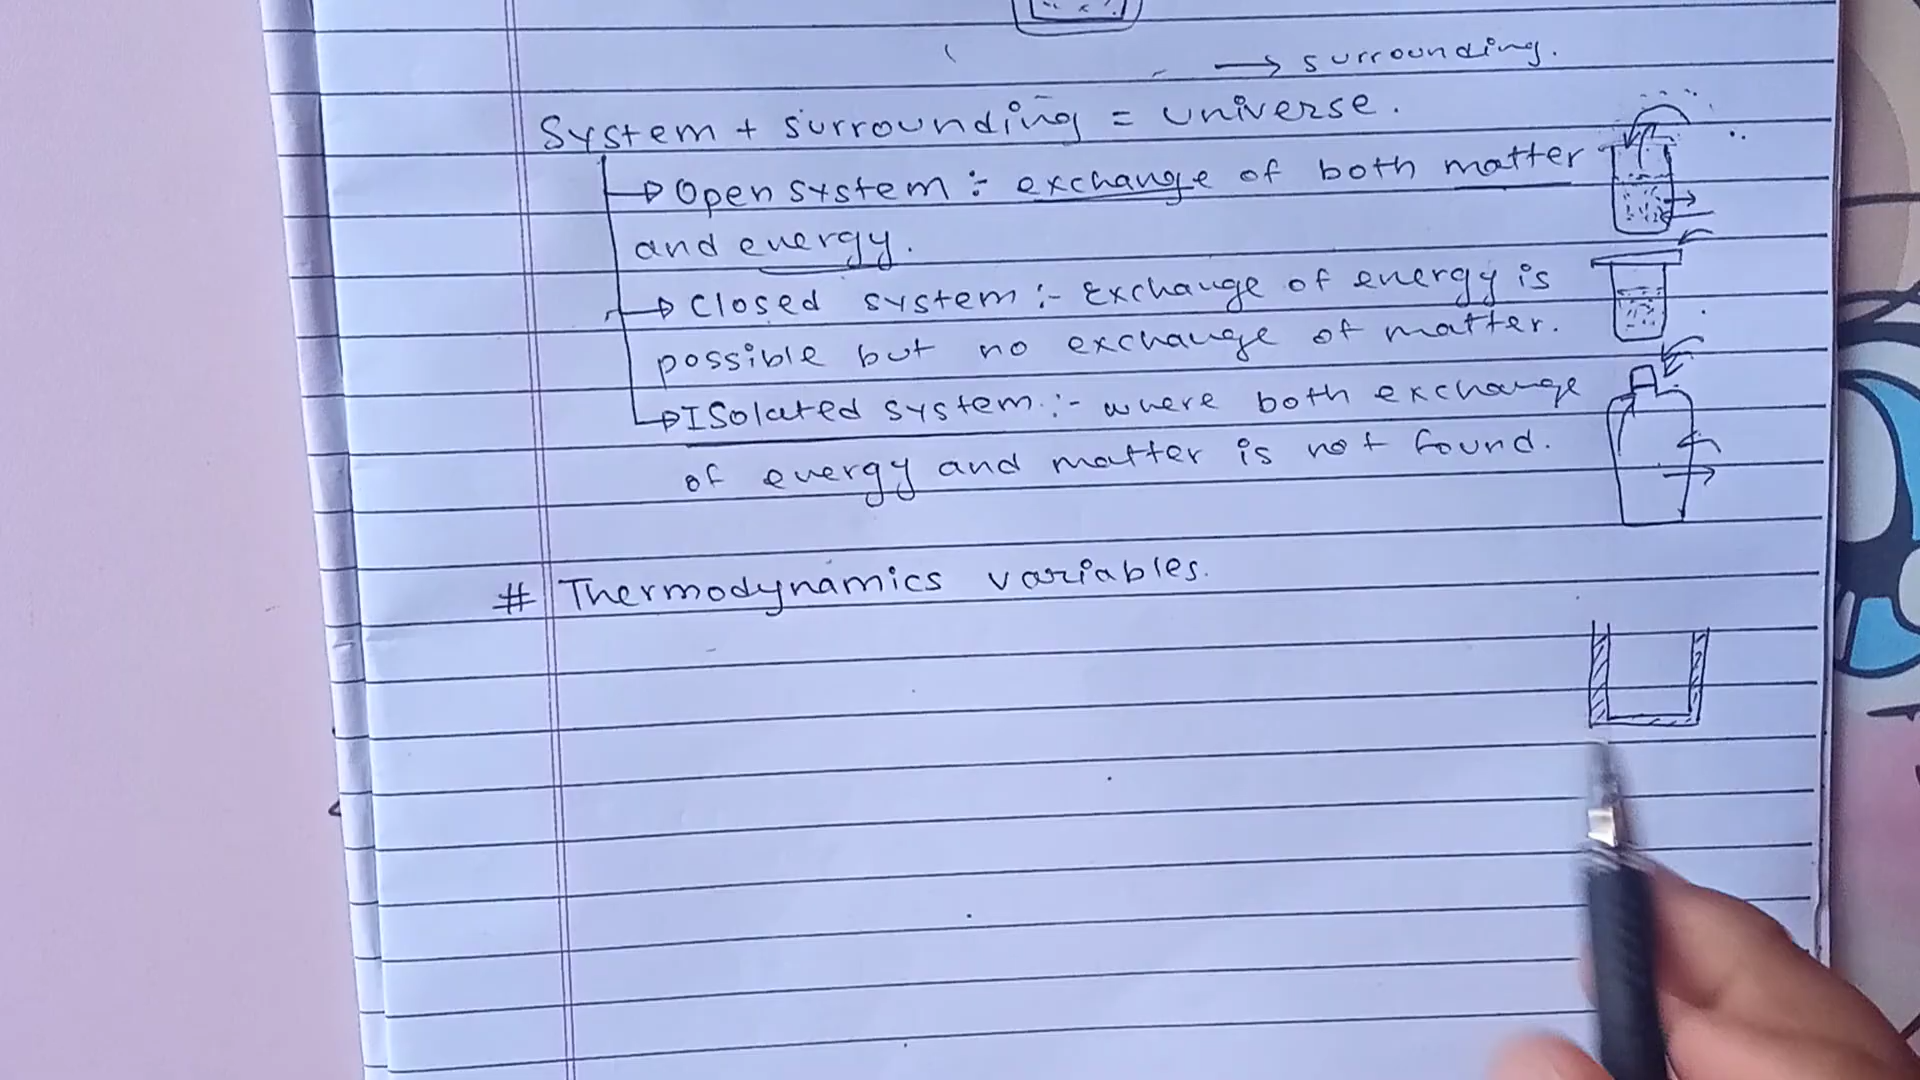 → surrounding.
System + surrounding = universe.
→ Open system :- exchange of both matter
and energy.
→ Closed system :- Exchange of energy is
possible but no exchange of matter.
→ ISolated system :- where both exchange
of energy and matter is not found.
# Thermodynamics variables.